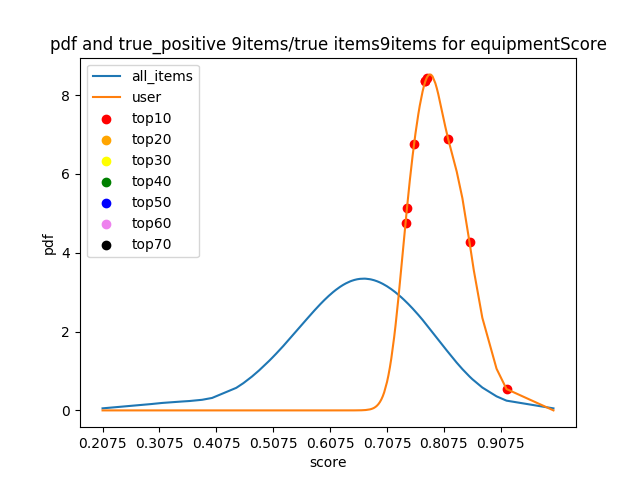 pdf and true_positive 9items/true items9items for equipmentScore
all_items
user
top10
top20
top30
top40
top50
top60
top70
8
6
4
2
0
pdf
0.2075 0.3075 0.4075 0.5075 0.6075 0.7075 0.8075 0.9075
score